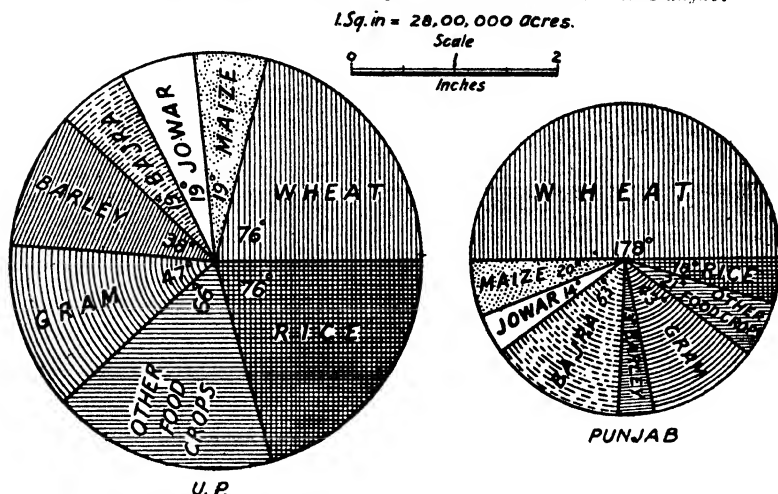 1.Sq.in = 28,00,000 acres.
Scale
0 1 2
Inches
MAIZE
19°
JOWAR
19°
BAJRA
BARLEY
38°
GRAM
47°
OTHER
FOOD
CROPS
66°
WHEAT
76°
RICE
76°
U.P.
WHEAT
178°
MAIZE 20°
JOWAR 14°
BAJRA
BARLEY
GRAM
OTHER
FOOD CROPS
RICE
PUNJAB